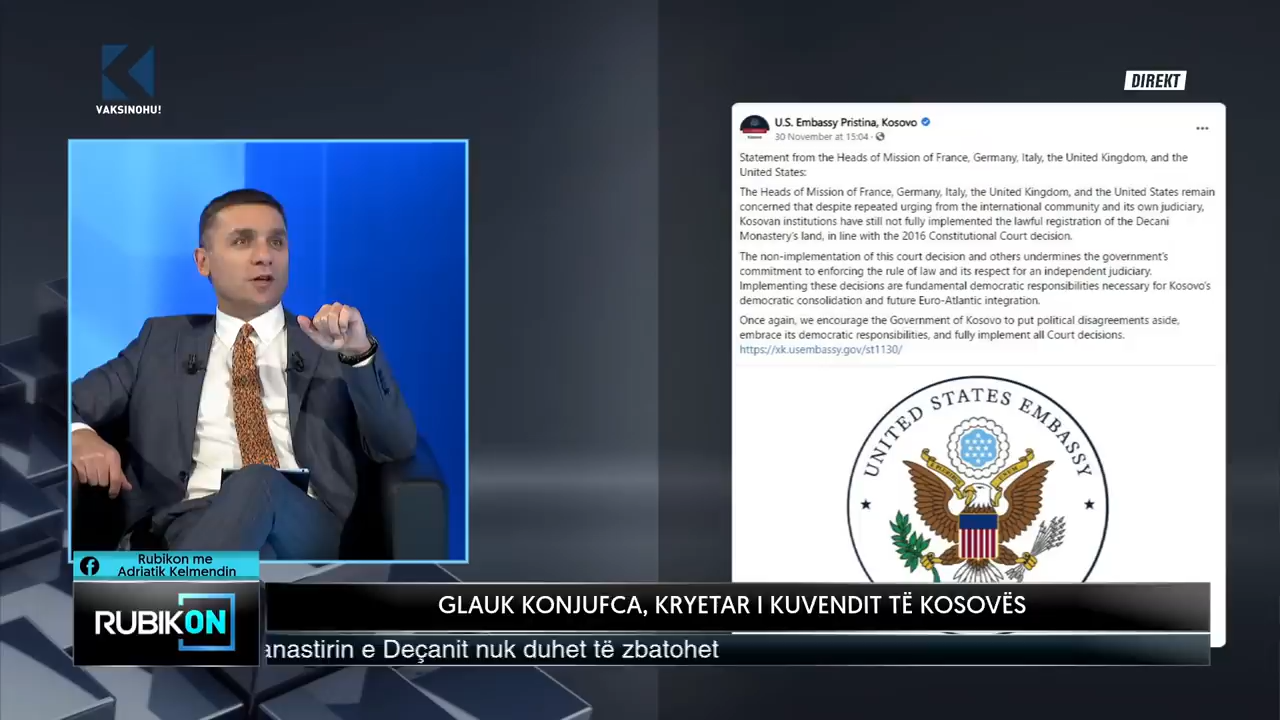 VAKSINOHU!
DIREKT
U.S. Embassy Pristina, Kosovo
30 November at 15:04
Statement from the Heads of Mission of France, Germany, Italy, the United Kingdom, and the
United States:
The Heads of Mission of France, Germany, Italy, the United Kingdom, and the United States remain
concerned that despite repeated urging from the international community and its own judiciary,
Kosovan institutions have still not fully implemented the lawful registration of the Decani
Monastery's land, in line with the 2016 Constitutional Court decision.
The non-implementation of this court decision and others undermines the government's
commitment to enforcing the rule of law and its respect for an independent judiciary.
Implementing these decisions are fundamental democratic responsibilities necessary for Kosovo's
democratic consolidation and future Euro-Atlantic integration.
Once again, we encourage the Government of Kosovo to put political disagreements aside,
embrace its democratic responsibilities, and fully implement all Court decisions.
https://xk.usembassy.gov/st1130/
UNITED STATES EMBASSY
Rubikon me
Adriatik Kelmendin
RUBIKON
GLAUK KONJUFCA, KRYETAR I KUVENDIT TË KOSOVËS
anastirin e Deçanit nuk duhet të zbatohet